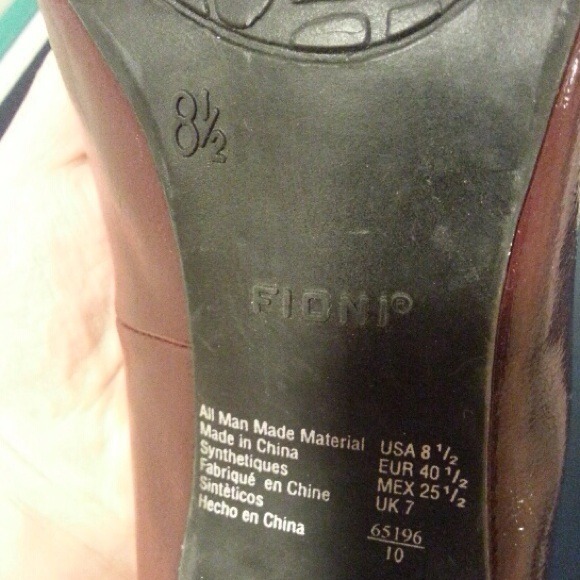 8½
FIONI®
All Man Made Material
Made in China
Synthetiques
Fabriqué en Chine
Sintèticos
Hecho en China
USA 8 ½
EUR 40 ½
MEX 25 ½
UK 7
65196
10